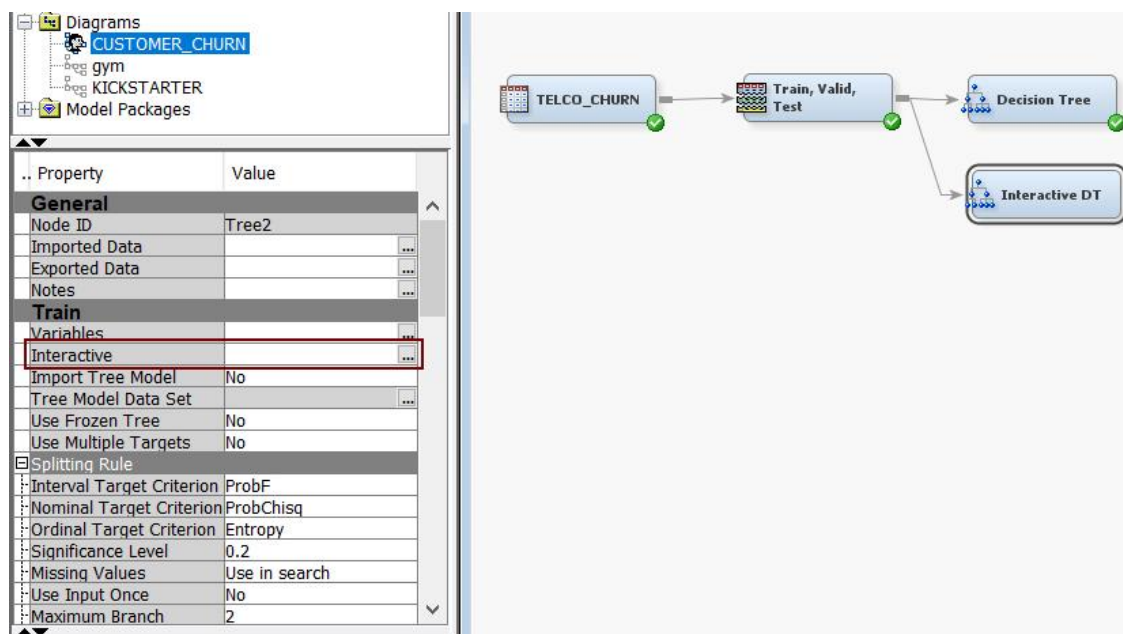 Diagrams
CUSTOMER_CHURN
gym
KICKSTARTER
Model Packages
.. Property Value
General
Node ID Tree2
Imported Data ...
Exported Data ...
Notes ...
Train
Variables ...
Interactive ...
Import Tree Model No
Tree Model Data Set ...
Use Frozen Tree No
Use Multiple Targets No
Splitting Rule
Interval Target Criterion ProbF
Nominal Target Criterion ProbChisq
Ordinal Target Criterion Entropy
Significance Level 0.2
Missing Values Use in search
Use Input Once No
Maximum Branch 2
TELCO_CHURN
Train, Valid,
Test
Decision Tree
Interactive DT